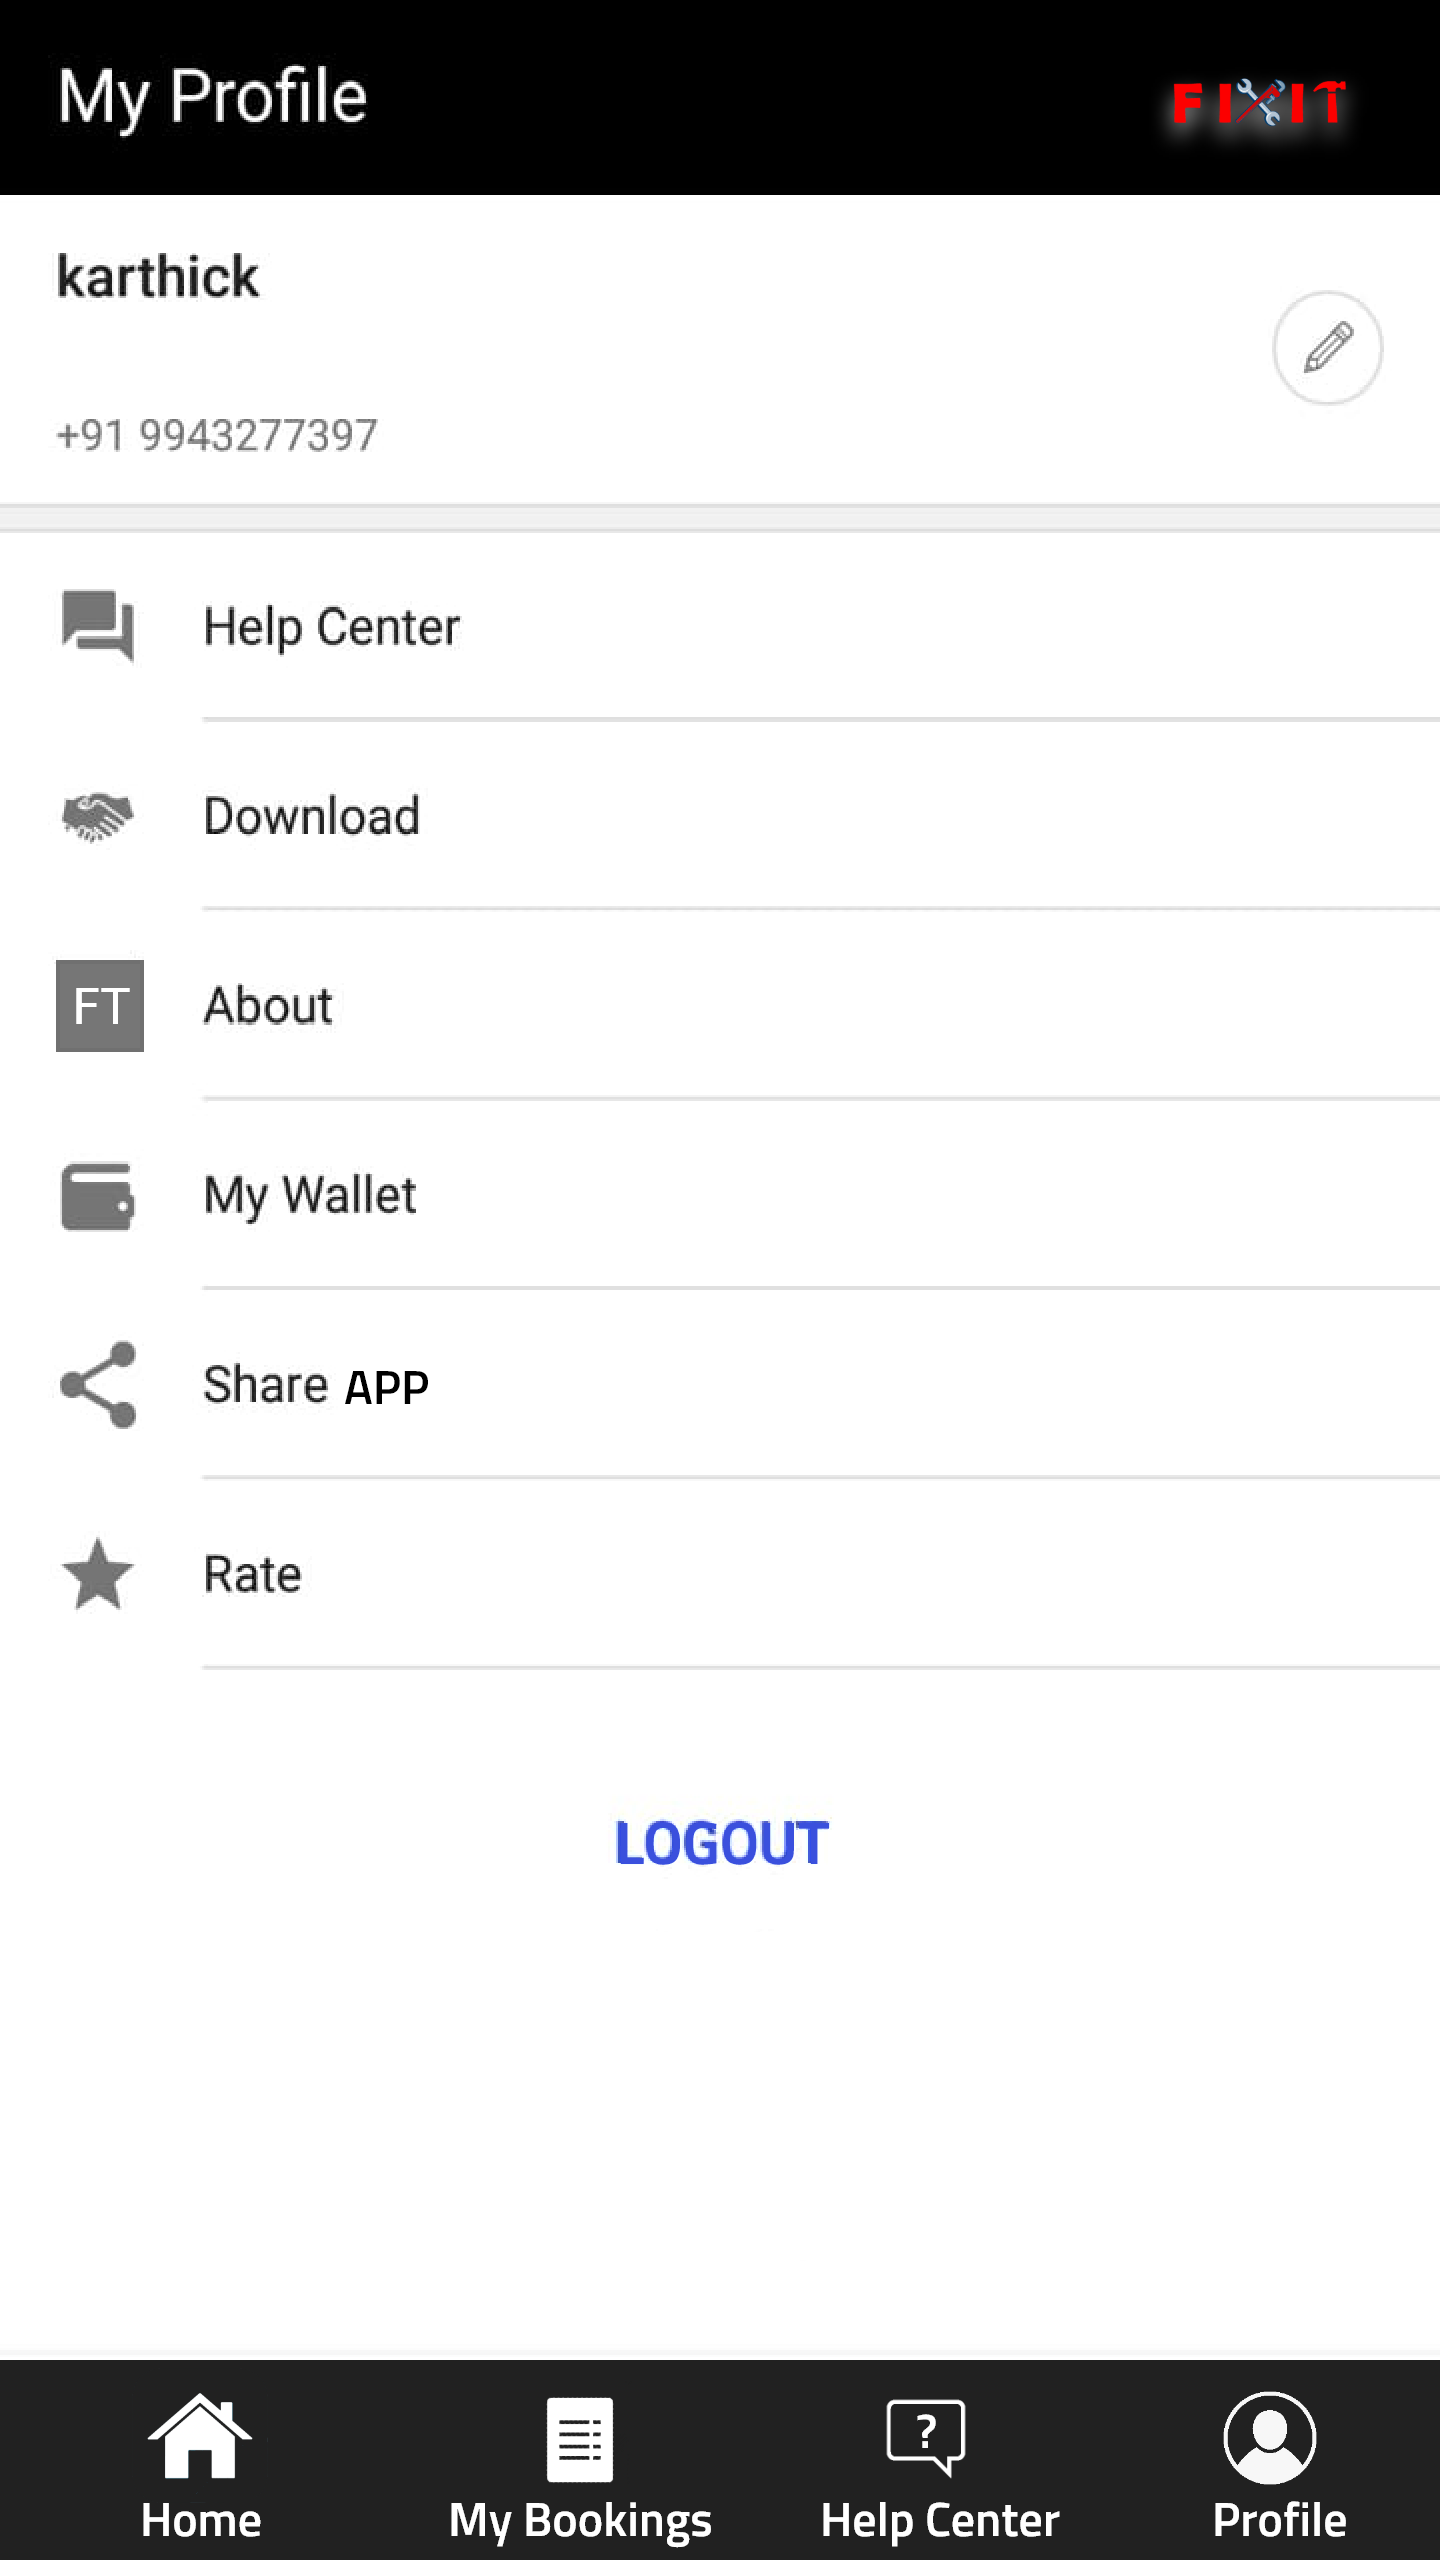 My Profile
FIXIT
karthick
+91 9943277397
Help Center
Download
FT
About
My Wallet
Share APP
Rate
LOGOUT
?
Home
My Bookings
Help Center
Profile